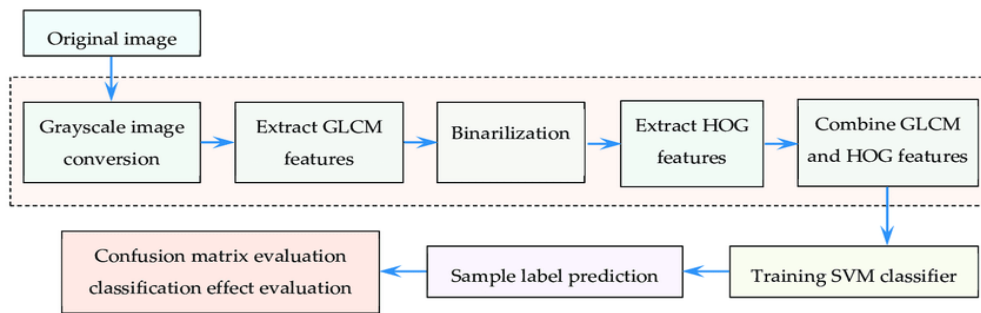 Original image
Grayscale image
conversion
Extract GLCM
features
Binarilization
Extract HOG
features
Combine GLCM
and HOG features
Training SVM classifier
Sample label prediction
Confusion matrix evaluation
classification effect evaluation